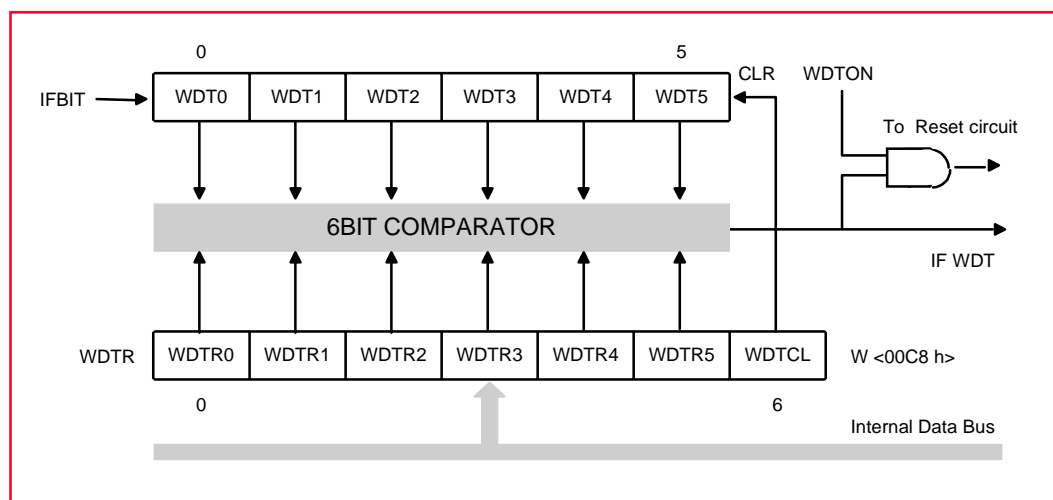 0 5
CLR WDTON
IFBIT WDT0 WDT1 WDT2 WDT3 WDT4 WDT5
To Reset circuit
6BIT COMPARATOR
IF WDT
WDTR WDTR0 WDTR1 WDTR2 WDTR3 WDTR4 WDTR5 WDTCL W <00C8 h>
0 6
Internal Data Bus